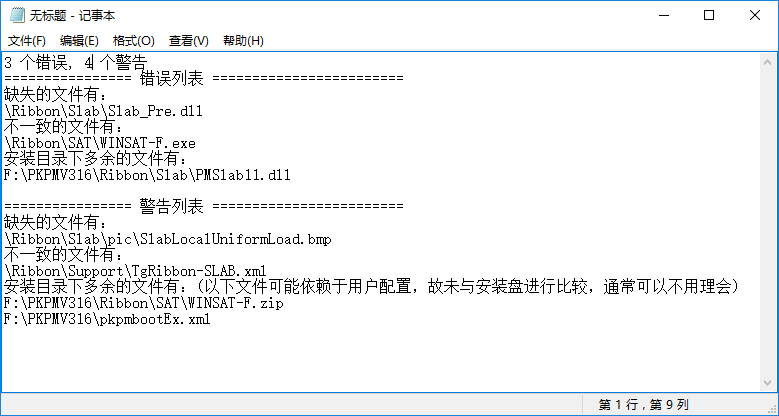 无标题 - 记事本
文件(F) 编辑(E) 格式(O) 查看(V) 帮助(H)
3 个错误, 4 个警告
================ 错误列表 ========================
缺失的文件有:
\Ribbon\Slab\Slab_Pre.dll
不一致的文件有:
\Ribbon\SAT\WINSAT-F.exe
安装目录下多余的文件有:
F:\PKPMV316\Ribbon\Slab\PMSlab11.dll
================ 警告列表 ========================
缺失的文件有:
\Ribbon\Slab\pic\SlabLocalUniformLoad.bmp
不一致的文件有:
\Ribbon\Support\TgRibbon-SLAB.xml
安装目录下多余的文件有:(以下文件可能依赖于用户配置，故未与安装盘进行比较，通常可以不用理会)
F:\PKPMV316\Ribbon\SAT\WINSAT-F.zip
F:\PKPMV316\pkpmbootEx.xml
第 1 行，第 9 列